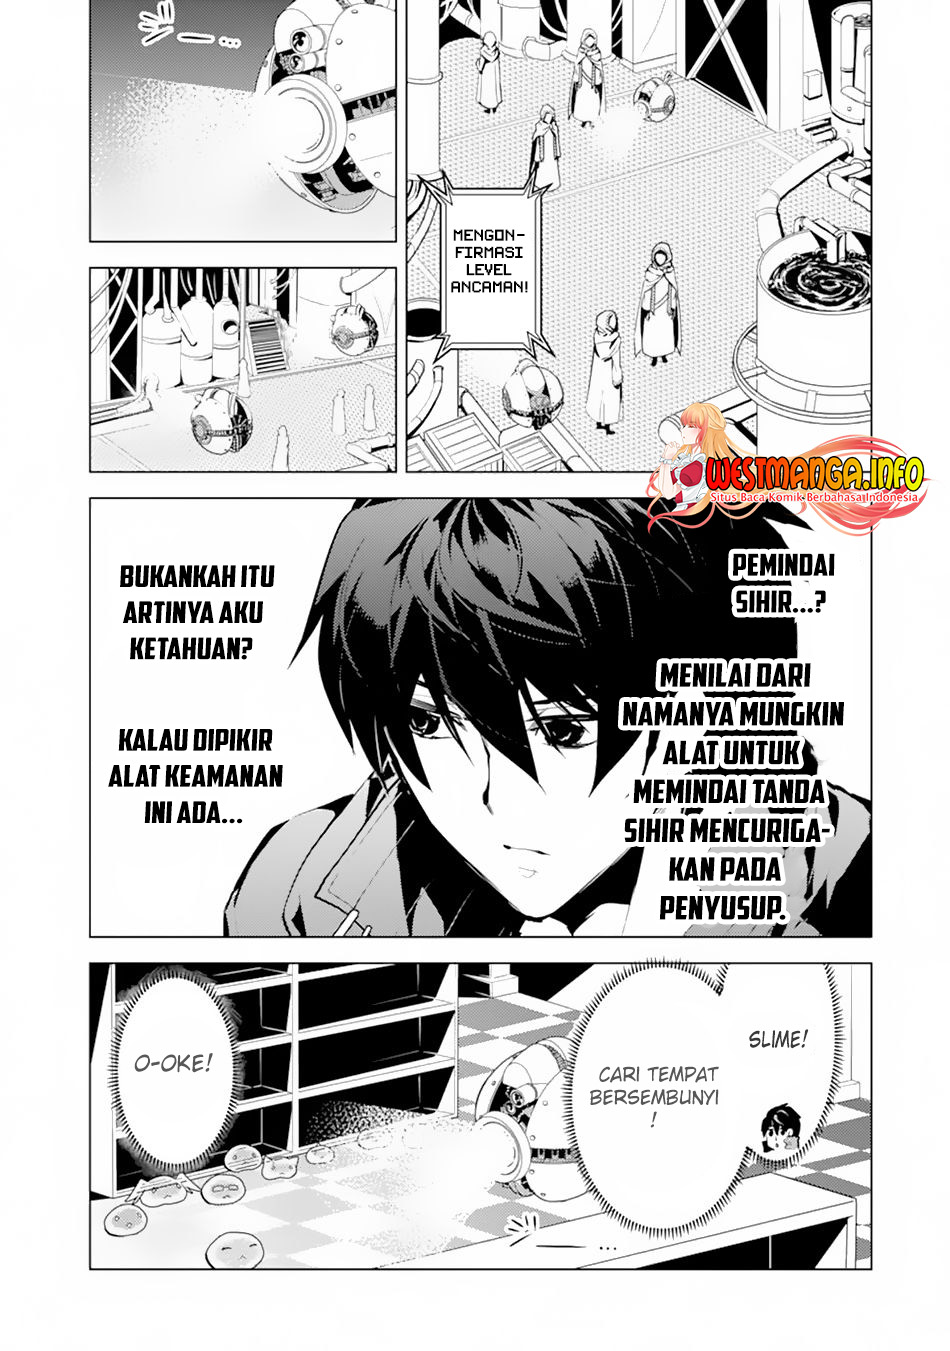 MENGON-
FIRMASI
LEVEL
ANCAMAN!
WESTMANGA.INFO
SITUS BACA KOMIK BERBAHASA INDONESIA
PEMINDAI
SIHIR...?
MENILAI DARI
NAMANYA MUNGKIN
ALAT UNTUK
MEMINDAI TANDA
SIHIR MENCURIGA-
KAN PADA
PENYUSUP.
BUKANKAH ITU
ARTINYA AKU
KETAHUAN?
KALAU DIPIKIR
ALAT KEAMANAN
INI ADA...
SLIME!
CARI TEMPAT
BERSEMBUNYI
!
O-OKE!